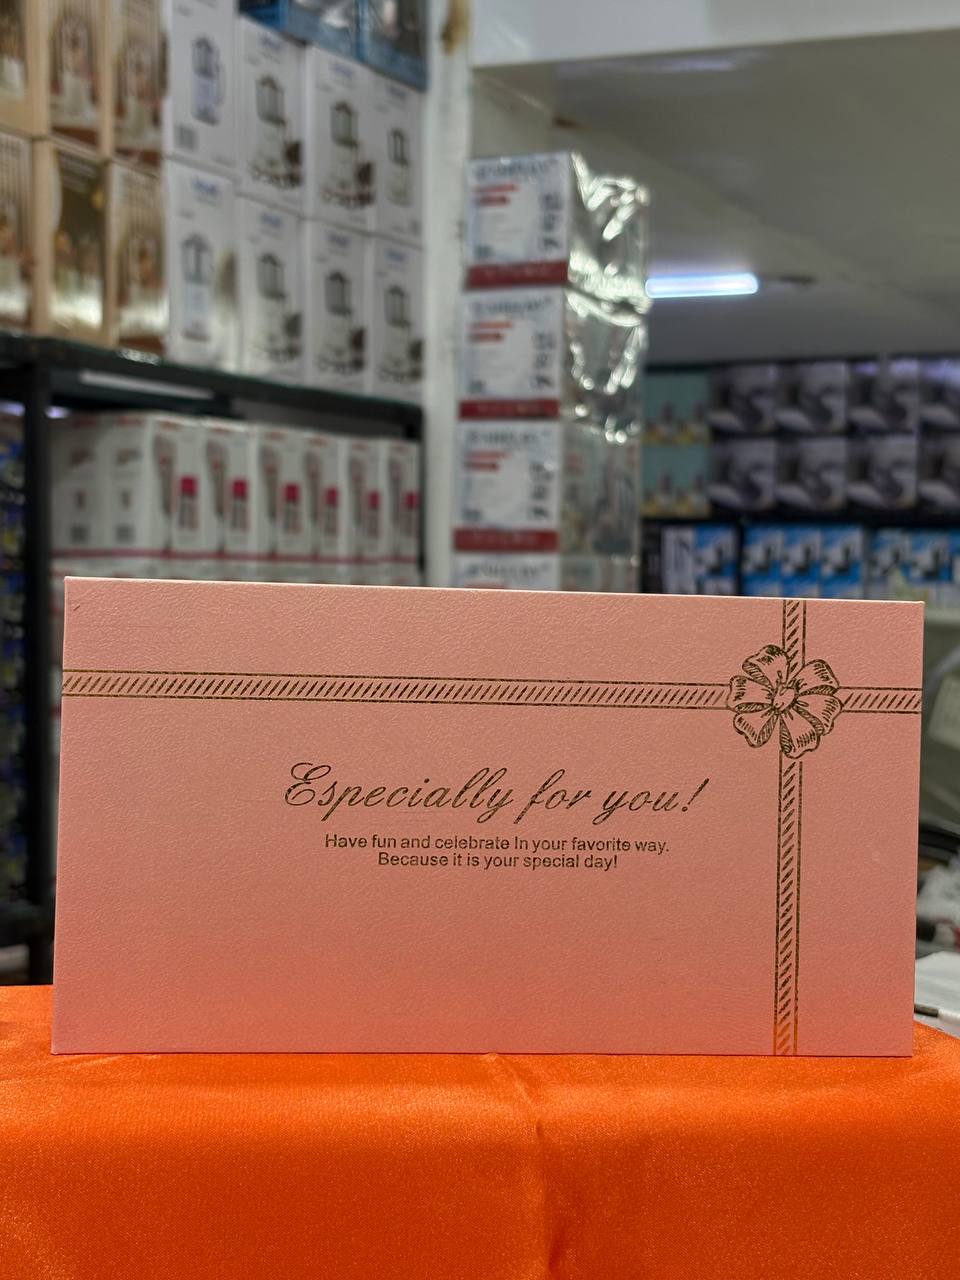 Especially for you!
Have fun and celebrate In your favorite way.
Because it is your special day!